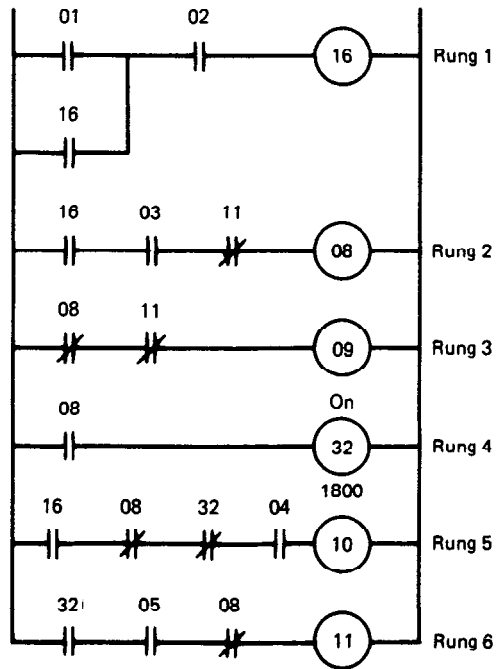 01 02
16 Rung 1
16
16 03 11
08 Rung 2
08 11
09 Rung 3
08 On
32 Rung 4
1800
16 08 32 04
10 Rung 5
32 05 08
11 Rung 6